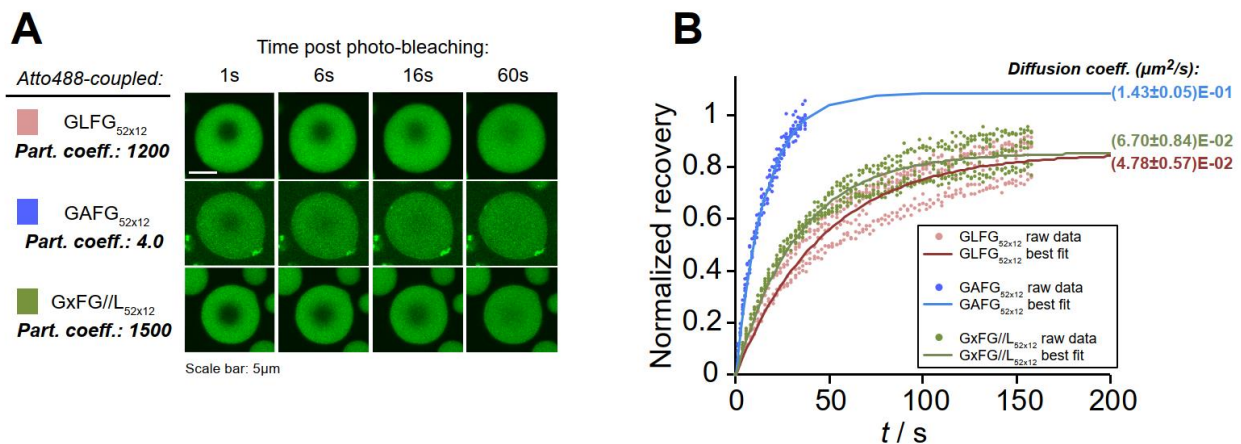 A
Time post photo-bleaching:
Atto488-coupled:
1s 6s 16s 60s
GLFG52x12
Part. coeff.: 1200
GAFG52x12
Part. coeff.: 4.0
GxFG//L52x12
Part. coeff.: 1500
Scale bar: 5µm
B
Diffusion coeff. (µm²/s):
(1.43±0.05)E-01
(6.70±0.84)E-02
(4.78±0.57)E-02
Normalized recovery
1
0.8
0.6
0.4
0.2
0
GLFG52x12 raw data
GLFG52x12 best fit
GAFG52x12 raw data
GAFG52x12 best fit
GxFG//L52x12 raw data
GxFG//L52x12 best fit
0 50 100 150 200
t / s